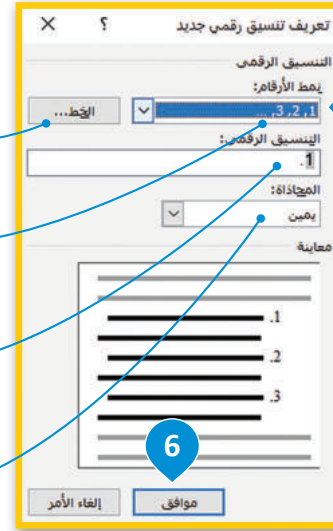 تعريف تنسيق رقمي جديد ؟ ×
التنسيق الرقمي
نمط الأرقام:
1, 2, 3, ... الخط...
التنسيق الرقمي:
1.
المحاذاة:
يمين
معاينة
1.
2.
3.
6
موافق إلغاء الأمر